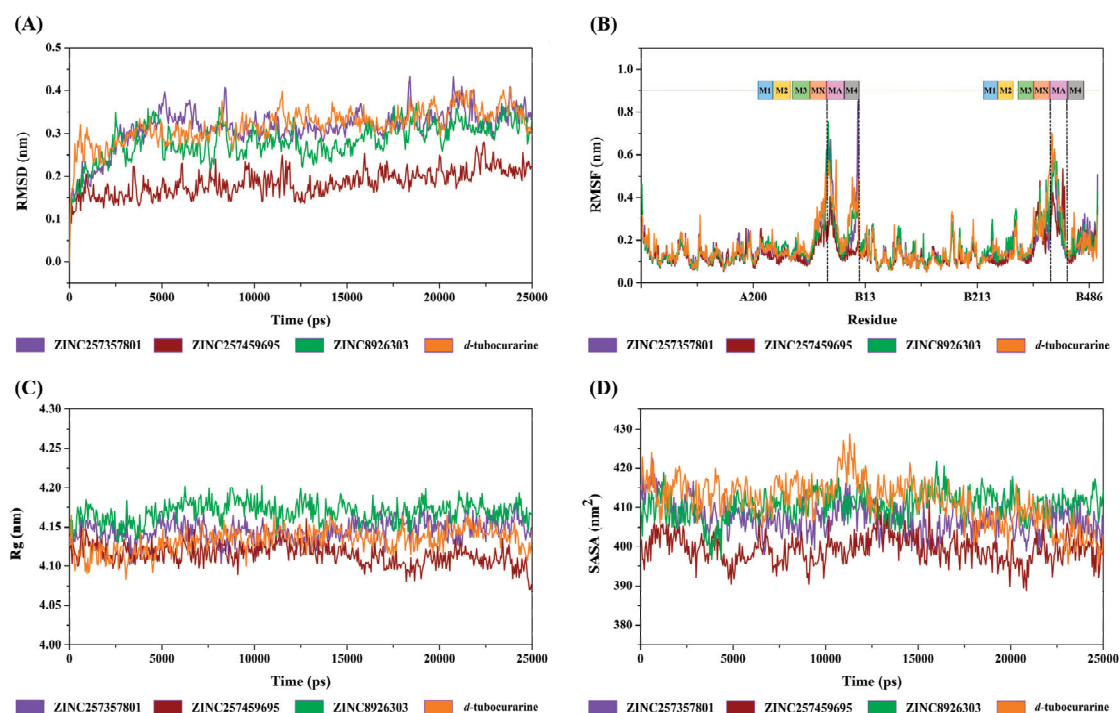 (A)
0.5
0.4
0.3
0.2
0.1
0.0
RMSD (nm)
0 5000 10000 15000 20000 25000
Time (ps)
ZINC257357801 ZINC257459695 ZINC8926303 d-tubocurarine
(B)
1.0
0.8
0.6
0.4
0.2
0.0
RMSF (nm)
M1 M2 M3 MX MA M4 M1 M2 M3 MX MA M4
A200 B13 B213 B486
Residue
ZINC257357801 ZINC257459695 ZINC8926303 d-tubocurarine
(C)
4.30
4.25
4.20
4.15
4.10
4.05
4.00
Rg (nm)
0 5000 10000 15000 20000 25000
Time (ps)
ZINC257357801 ZINC257459695 ZINC8926303 d-tubocurarine
(D)
430
420
410
400
390
380
SASA (nm²)
0 5000 10000 15000 20000 25000
Time (ps)
ZINC257357801 ZINC257459695 ZINC8926303 d-tubocurarine